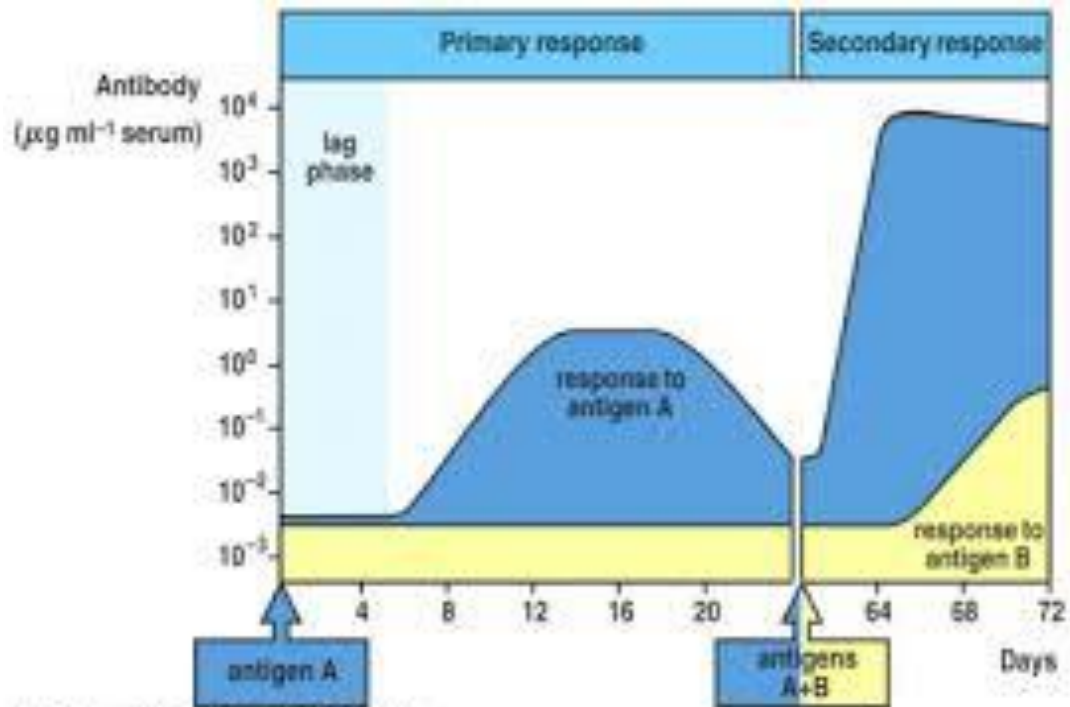 Primary response
Secondary response
Antibody
(μg ml⁻¹ serum)
10⁴
10³
10²
10¹
10⁰
10⁻¹
10⁻²
10⁻³
lag
phase
response to
antigen A
response to
antigen B
4 8 12 16 20 64 68 72
Days
antigen A
antigens
A+B